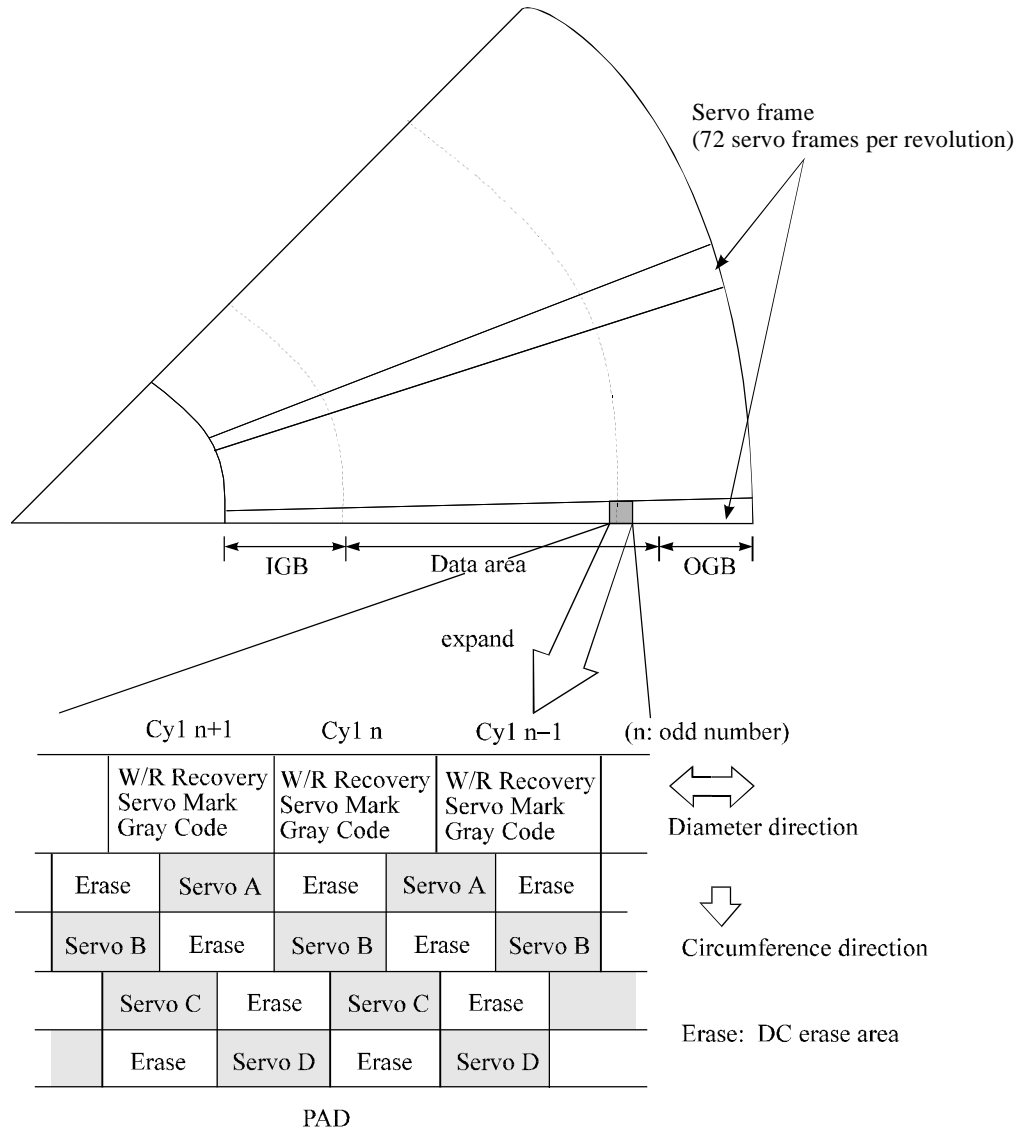 Servo frame
(72 servo frames per revolution)
IGB
Data area
OGB
expand
Cy1 n+1
Cy1 n
Cy1 n–1
(n: odd number)
W/R Recovery
Servo Mark
Gray Code
W/R Recovery
Servo Mark
Gray Code
W/R Recovery
Servo Mark
Gray Code
Diameter direction
Erase
Servo A
Erase
Servo A
Erase
Servo B
Erase
Servo B
Erase
Servo B
Circumference direction
Servo C
Erase
Servo C
Erase
Erase: DC erase area
Erase
Servo D
Erase
Servo D
PAD